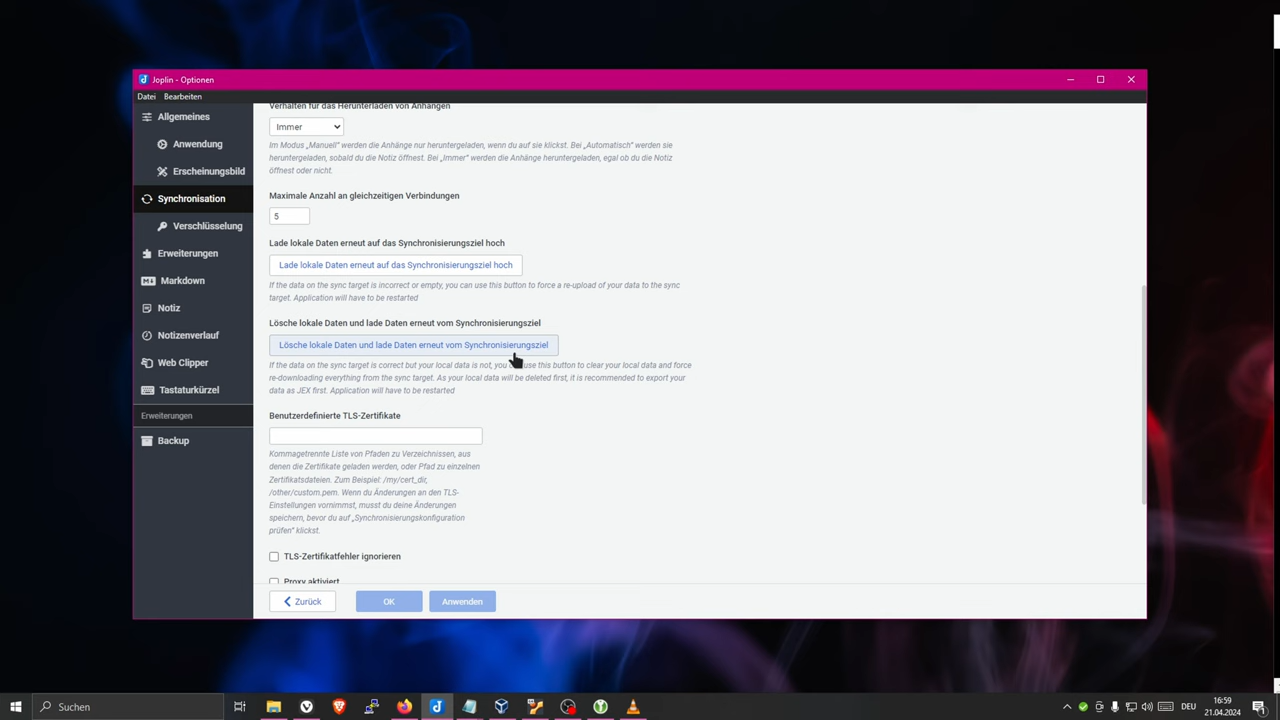 Joplin - Optionen
Datei Bearbeiten
Allgemeines
Anwendung
Erscheinungsbild
Synchronisation
Verschlüsselung
Erweiterungen
Markdown
Notiz
Notizenverlauf
Web Clipper
Tastaturkürzel
Erweiterungen
Backup
Verhalten für das Herunterladen von Anhängen
Immer
Im Modus „Manuell“ werden die Anhänge nur heruntergeladen, wenn du auf sie klickst. Bei „Automatisch“ werden sie
heruntergeladen, sobald du die Notiz öffnest. Bei „Immer“ werden die Anhänge heruntergeladen, egal ob du die Notiz
öffnest oder nicht.
Maximale Anzahl an gleichzeitigen Verbindungen
5
Lade lokale Daten erneut auf das Synchronisierungsziel hoch
Lade lokale Daten erneut auf das Synchronisierungsziel hoch
If the data on the sync target is incorrect or empty, you can use this button to force a re-upload of your data to the sync
target. Application will have to be restarted
Lösche lokale Daten und lade Daten erneut vom Synchronisierungsziel
Lösche lokale Daten und lade Daten erneut vom Synchronisierungsziel
If the data on the sync target is correct but your local data is not, you use this button to clear your local data and force
re-downloading everything from the sync target. As your local data will be deleted first, it is recommended to export your
data as JEX first. Application will have to be restarted
Benutzerdefinierte TLS-Zertifikate
Kommagetrennte Liste von Pfaden zu Verzeichnissen, aus
denen die Zertifikate geladen werden, oder Pfad zu einzelnen
Zertifikatsdateien. Zum Beispiel: /my/cert_dir,
/other/custom.pem. Wenn du Änderungen an den TLS-
Einstellungen vornimmst, musst du deine Änderungen
speichern, bevor du auf „Synchronisierungskonfiguration
prüfen“ klickst.
TLS-Zertifikatfehler ignorieren
Proxy aktiviert
Zurück
OK
Anwenden
Suchen
DEU
16:59
21.04.2024